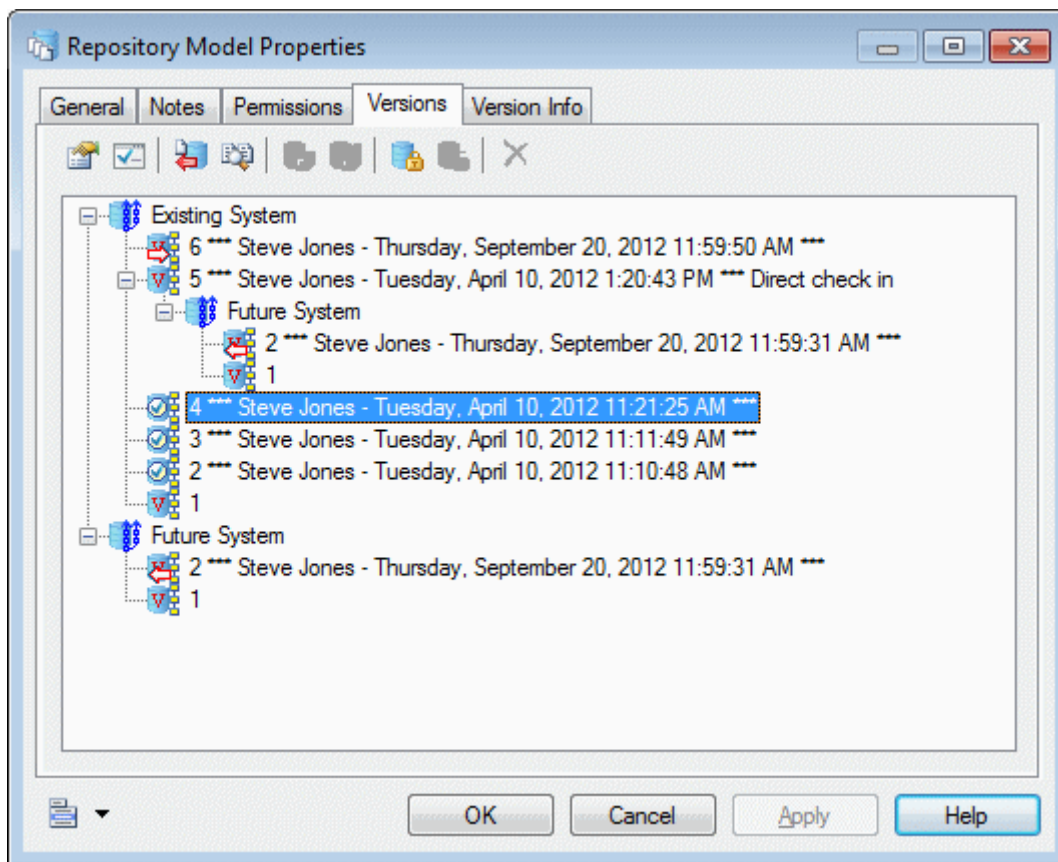 Repository Model Properties
General Notes Permissions Versions Version Info
Existing System
6 *** Steve Jones - Thursday, September 20, 2012 11:59:50 AM ***
5 *** Steve Jones - Tuesday, April 10, 2012 1:20:43 PM *** Direct check in
Future System
2 *** Steve Jones - Thursday, September 20, 2012 11:59:31 AM ***
1
4 *** Steve Jones - Tuesday, April 10, 2012 11:21:25 AM ***
3 *** Steve Jones - Tuesday, April 10, 2012 11:11:49 AM ***
2 *** Steve Jones - Tuesday, April 10, 2012 11:10:48 AM ***
1
Future System
2 *** Steve Jones - Thursday, September 20, 2012 11:59:31 AM ***
1
OK Cancel Apply Help